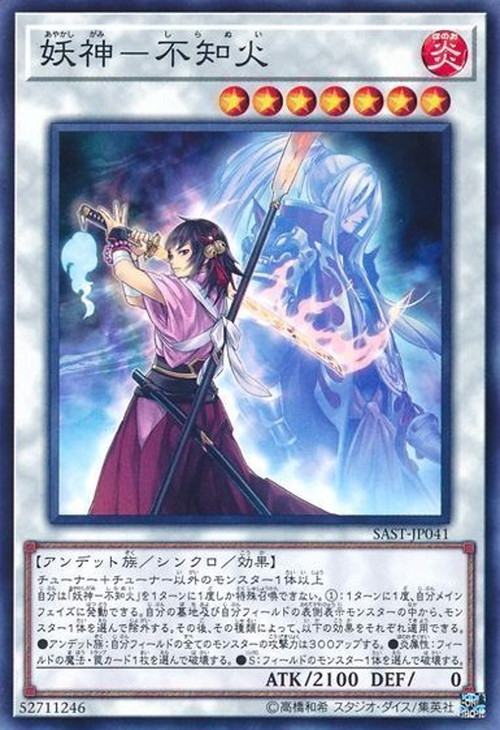 妖神－不知火
炎
SAST-JP041
【アンデット族／シンクロ／効果】
チューナー＋チューナー以外のモンスター1体以上
自分は「妖神－不知火」を1ターンに1度しか特殊召喚できない。①：1ターンに1度、自分メイン
フェイズに発動できる。自分の墓地及び自分フィールドの表側表示モンスターの中から、モン
スター1体を選んで除外する。その後、その種類によって、以下の効果をそれぞれ適用できる。
●アンデット族：自分フィールドの全てのモンスターの攻撃力は300アップする。●炎属性：フィー
ルドの魔法・罠カード1枚を選んで破壊する。●S：フィールドのモンスター1体を選んで破壊する。
ATK/2100 DEF/ 0
52711246 ©高橋和希 スタジオ・ダイス/集英社